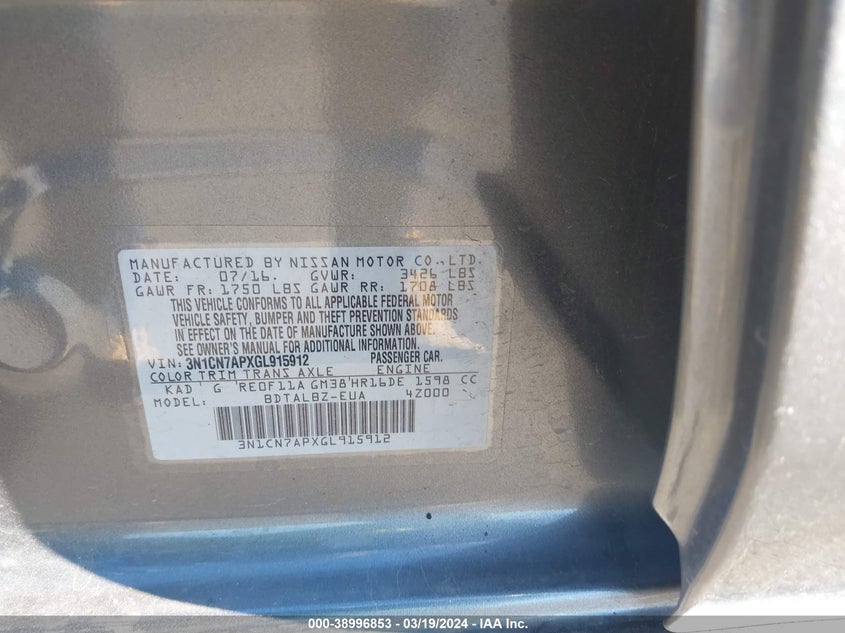 MANUFACTURED BY NISSAN MOTOR CO.,LTD.
DATE: 07/16. GVWR: 3426 LBS
GAWR FR: 1750 LBS GAWR RR: 1708 LBS
THIS VEHICLE CONFORMS TO ALL APPLICABLE FEDERAL MOTOR
VEHICLE SAFETY, BUMPER AND THEFT PREVENTION STANDARDS
IN EFFECT ON THE DATE OF MANUFACTURE SHOWN ABOVE.
SEE OWNER'S MANUAL FOR ADDITIONAL INFORMATION.
VIN: 3N1CN7APXGL915912 PASSENGER CAR.
COLOR TRIM TRANS AXLE ENGINE
KAD ' G 'RE0F11A GM38'HR16DE 1598 CC
MODEL: BDTALBZ-EUA 4Z000
3N1CN7APXGL915912
000-38996853 - 03/19/2024 - IAA Inc.